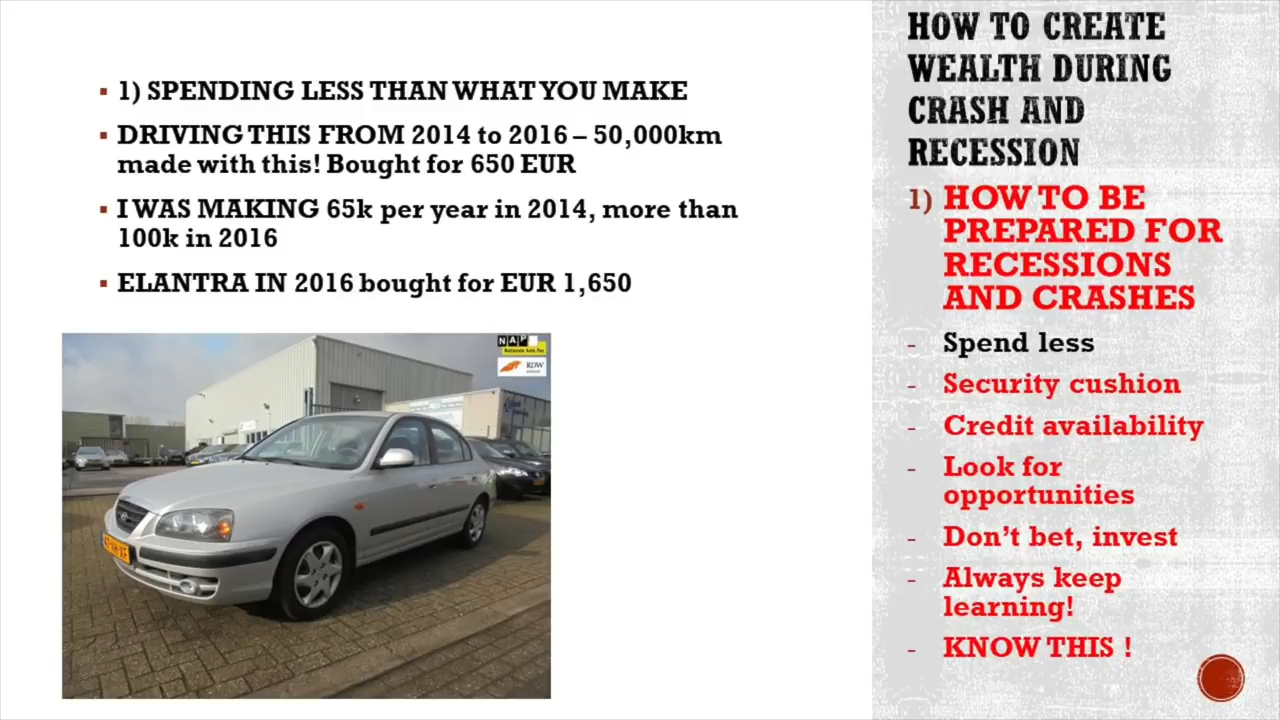 1) SPENDING LESS THAN WHAT YOU MAKE
DRIVING THIS FROM 2014 to 2016 – 50,000km
made with this! Bought for 650 EUR
I WAS MAKING 65k per year in 2014, more than
100k in 2016
ELANTRA IN 2016 bought for EUR 1,650
NAP
RDW
HOW TO CREATE
WEALTH DURING
CRASH AND
RECESSION
1) HOW TO BE
PREPARED FOR
RECESSIONS
AND CRASHES
- Spend less
- Security cushion
- Credit availability
- Look for
opportunities
- Don’t bet, invest
- Always keep
learning!
- KNOW THIS !